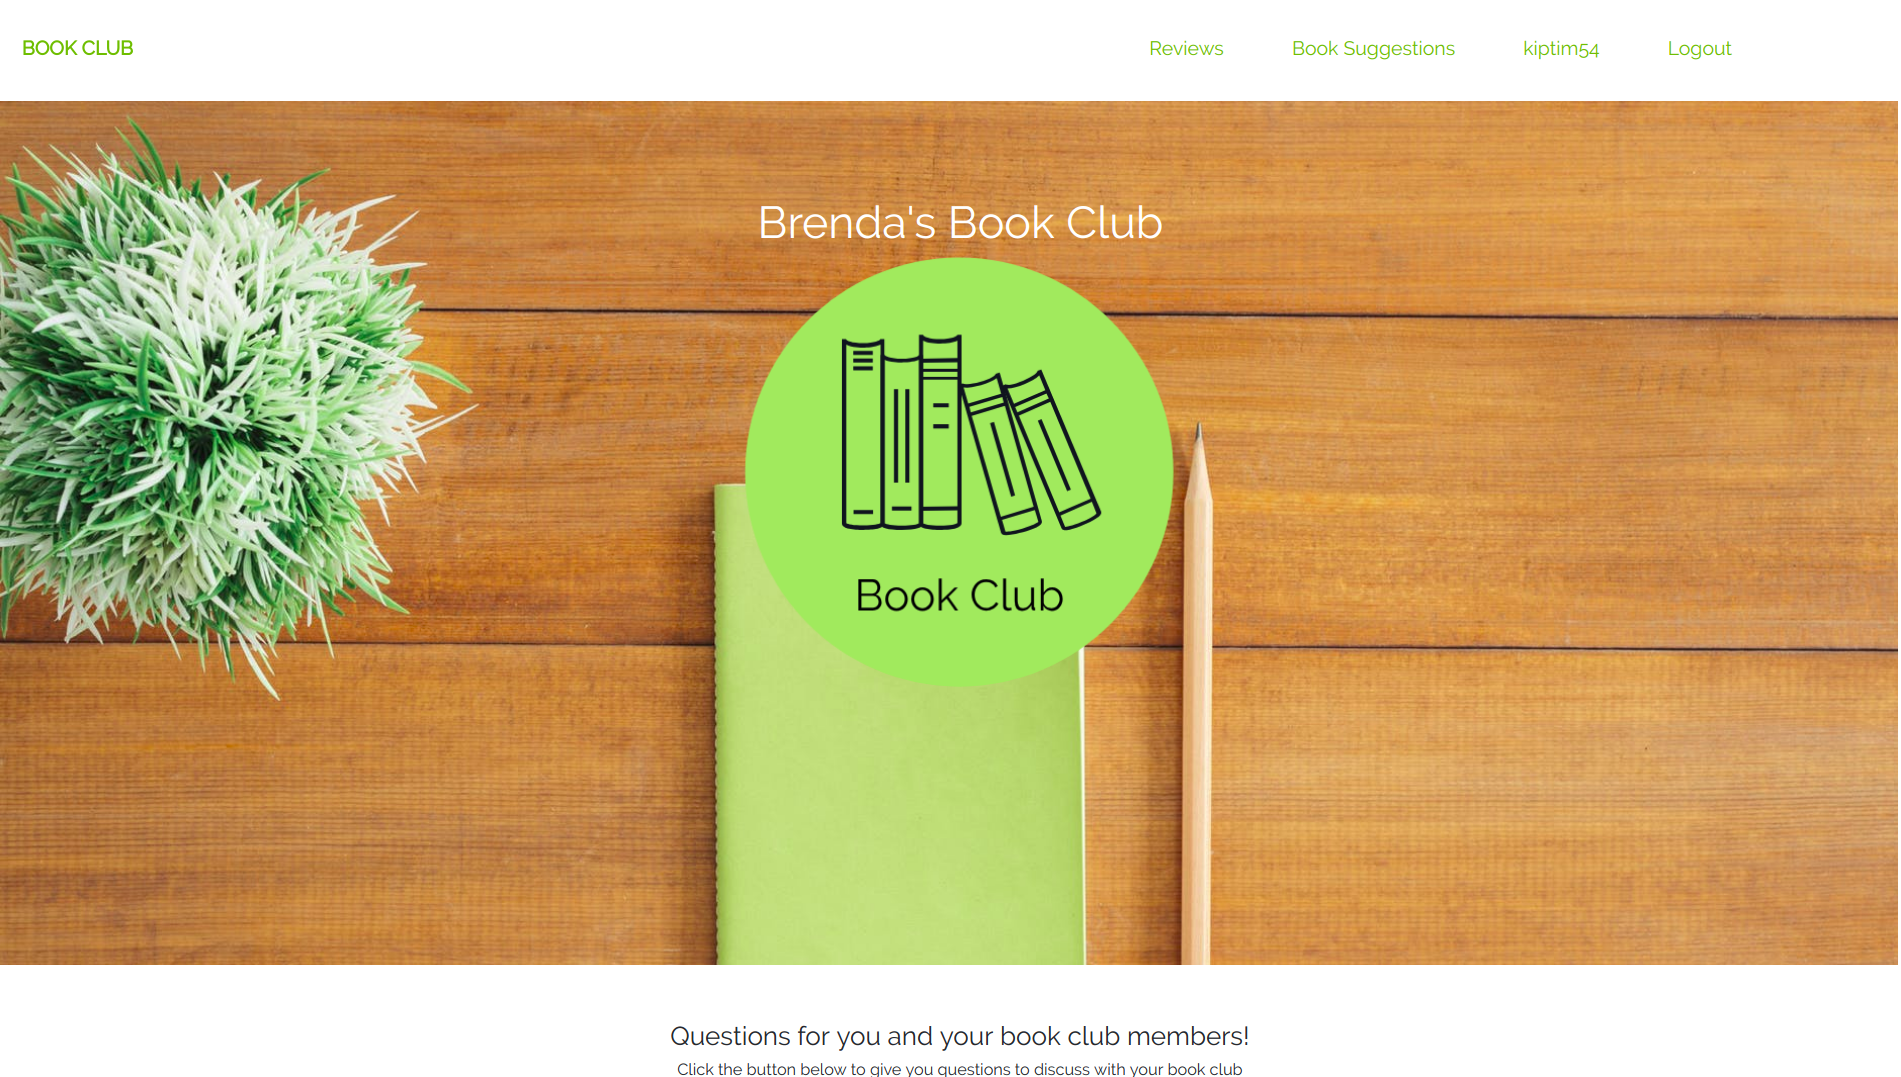 BOOK CLUB
Reviews
Book Suggestions
kiptim54
Logout
Brenda's Book Club
Book Club
Questions for you and your book club members!
Click the button below to give you questions to discuss with your book club